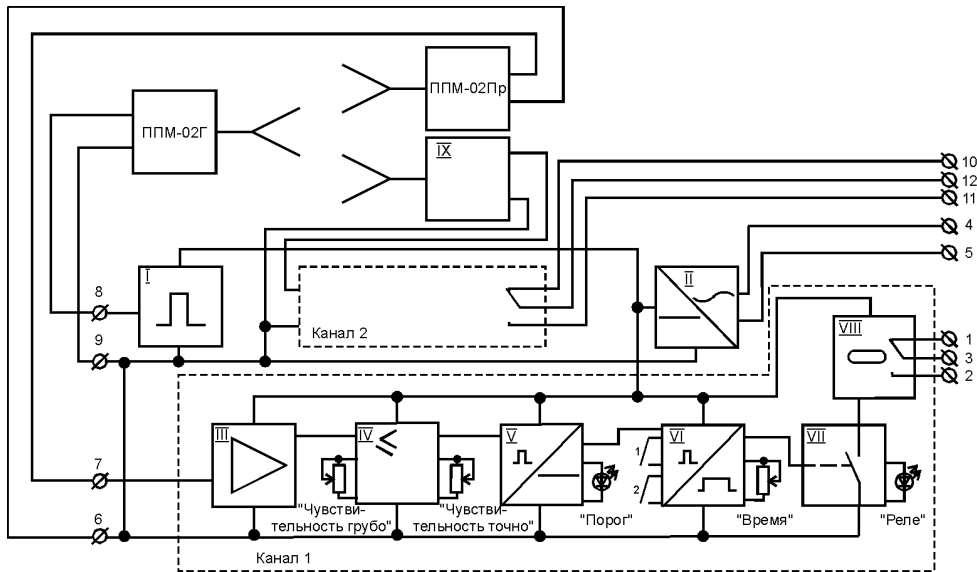 ППМ-02Пр
ППМ-02Г
IX
10
12
11
4
5
I
II
8
Канал 2
9
VIII
1
3
2
III
IV
V
VI
VII
1
2
7
"Чувстви-
тельность грубо"
"Чувстви-
тельность точно"
"Порог"
"Время"
"Реле"
6
Канал 1